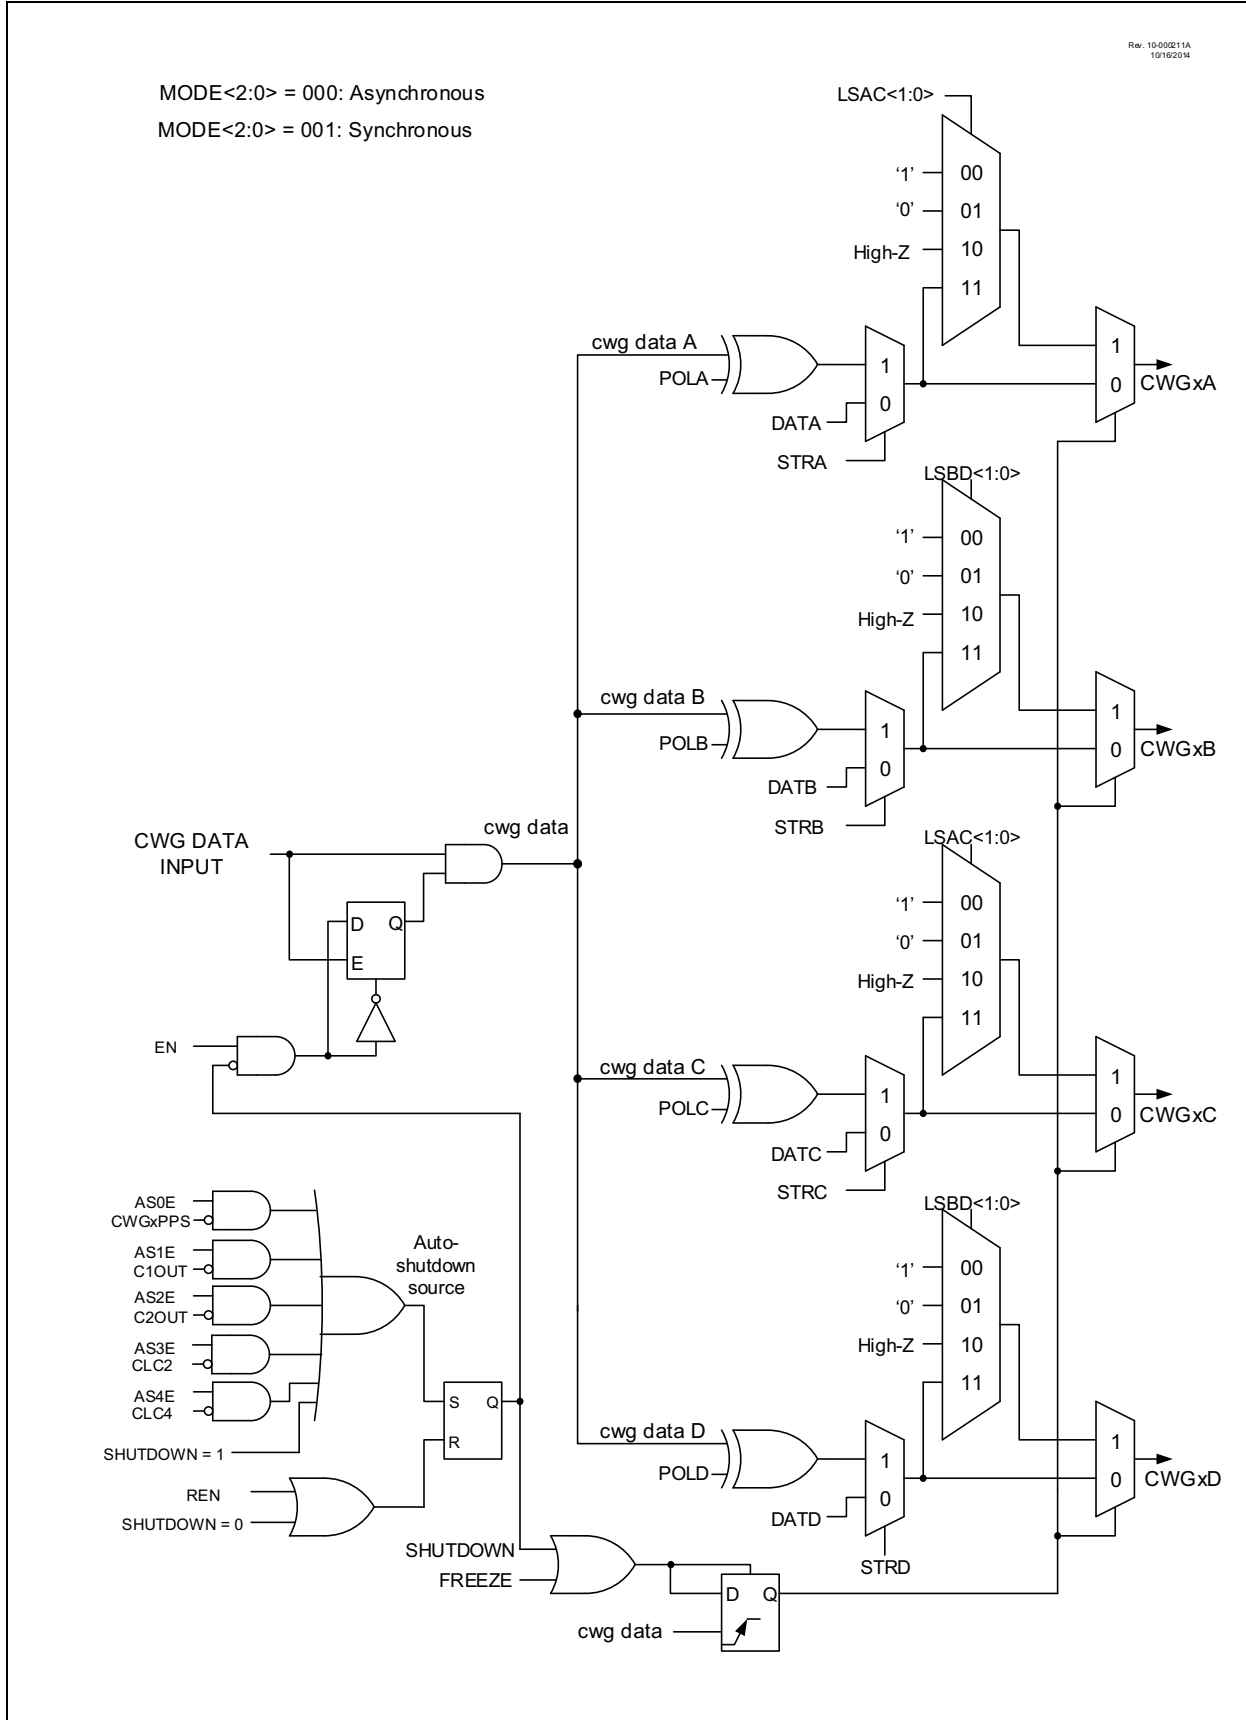 Rev. 10-000211A
10/16/2014
MODE<2:0> = 000: Asynchronous
MODE<2:0> = 001: Synchronous
LSAC<1:0>
‘1’
00
‘0’
01
High-Z
10
11
cwg data A
POLA
1
0
DATA
STRA
1
0
CWGxA
LSBD<1:0>
‘1’
00
‘0’
01
High-Z
10
11
cwg data B
POLB
1
0
DATB
STRB
1
0
CWGxB
CWG DATA
INPUT
cwg data
D
Q
E
EN
LSAC<1:0>
‘1’
00
‘0’
01
High-Z
10
11
cwg data C
POLC
1
0
DATC
STRC
1
0
CWGxC
AS0E
CWGxPPS
AS1E
C1OUT
AS2E
C2OUT
AS3E
CLC2
AS4E
CLC4
SHUTDOWN = 1
Auto-
shutdown
source
S
Q
R
REN
SHUTDOWN = 0
LSBD<1:0>
‘1’
00
‘0’
01
High-Z
10
11
cwg data D
POLD
1
0
DATD
STRD
1
0
CWGxD
SHUTDOWN
FREEZE
D
Q
cwg data